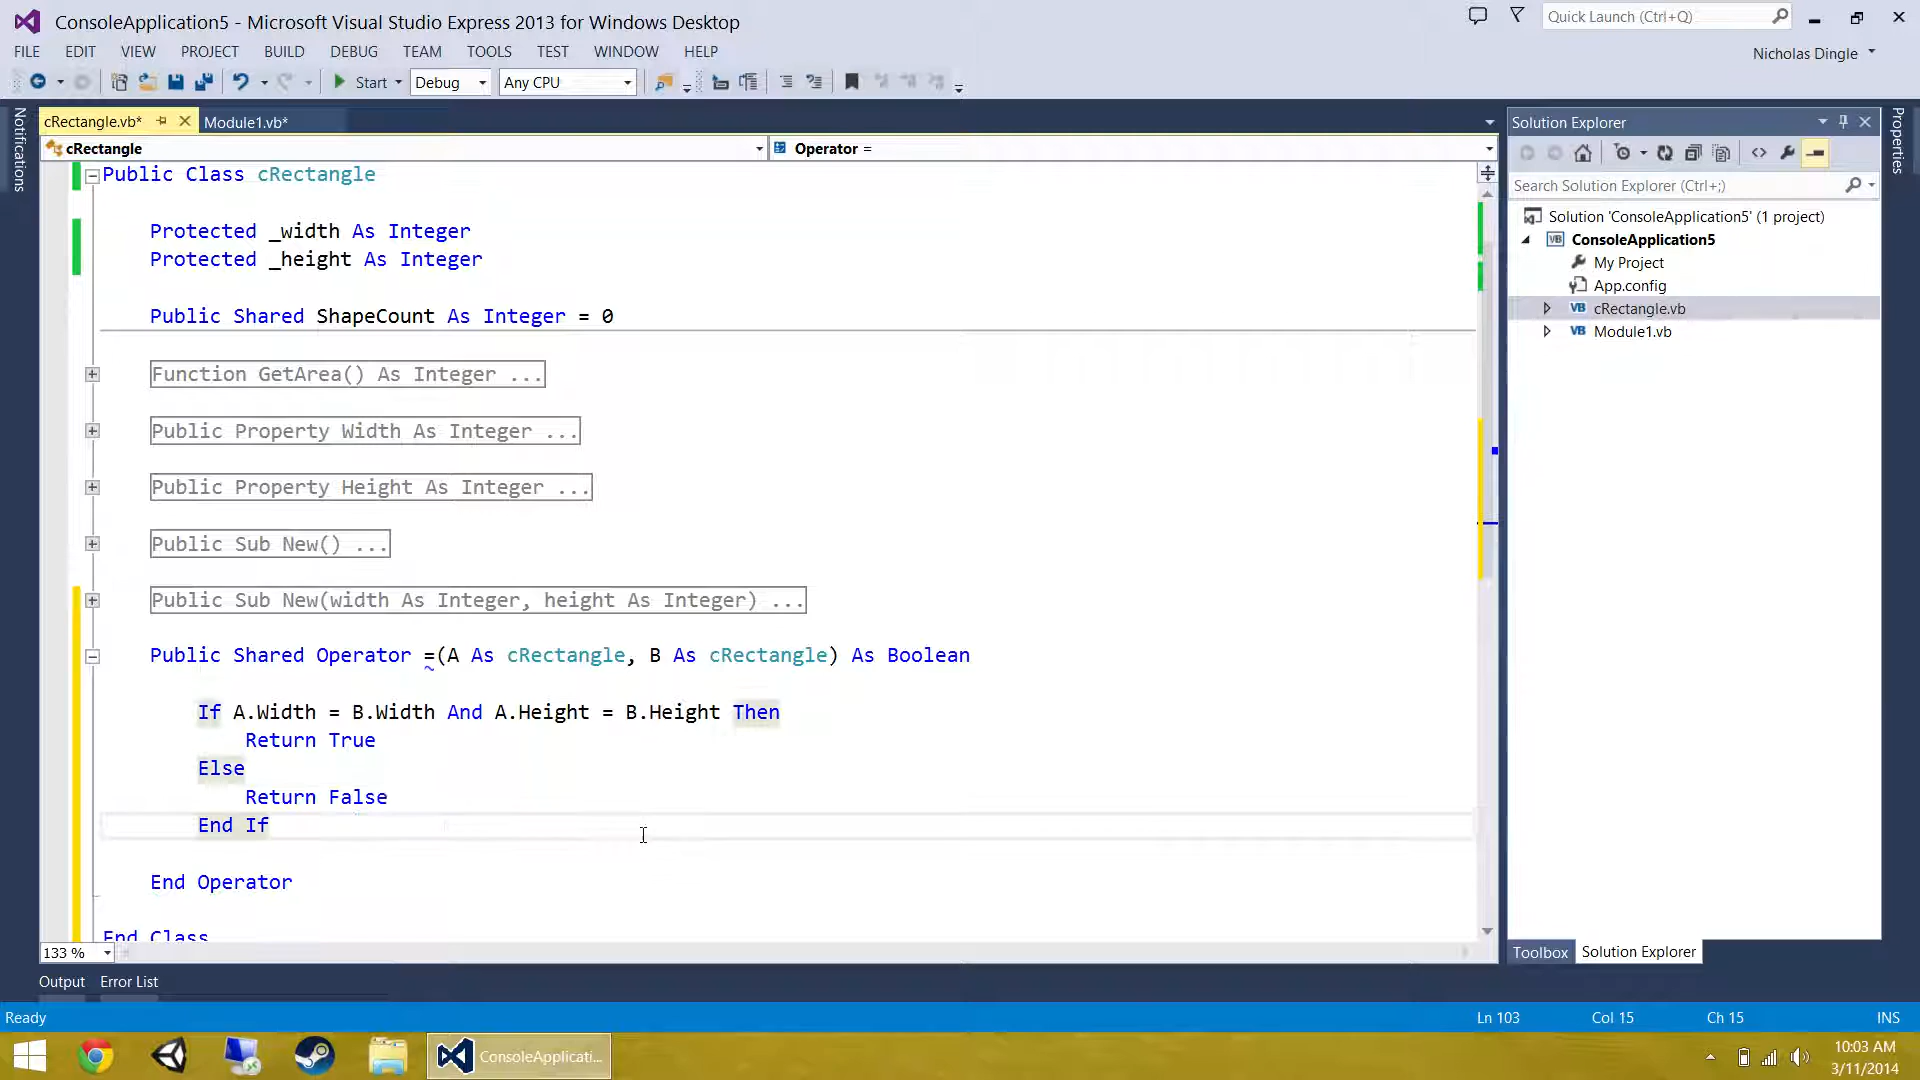 ConsoleApplication5 - Microsoft Visual Studio Express 2013 for Windows Desktop
Quick Launch (Ctrl+Q)
FILE EDIT VIEW PROJECT BUILD DEBUG TEAM TOOLS TEST WINDOW HELP
Nicholas Dingle
Start Debug Any CPU
Notifications
cRectangle.vb* Module1.vb*
cRectangle Operator =
Public Class cRectangle
Protected _width As Integer
Protected _height As Integer
Public Shared ShapeCount As Integer = 0
Function GetArea() As Integer ...
Public Property Width As Integer ...
Public Property Height As Integer ...
Public Sub New() ...
Public Sub New(width As Integer, height As Integer) ...
Public Shared Operator =(A As cRectangle, B As cRectangle) As Boolean
If A.Width = B.Width And A.Height = B.Height Then
Return True
Else
Return False
End If
End Operator
End Class
133 %
Solution Explorer
Search Solution Explorer (Ctrl+;)
Solution 'ConsoleApplication5' (1 project)
VB ConsoleApplication5
My Project
App.config
VB cRectangle.vb
VB Module1.vb
Toolbox Solution Explorer
Properties
Output Error List
Ready Ln 103 Col 15 Ch 15 INS
ConsoleApplicati...
10:03 AM
3/11/2014